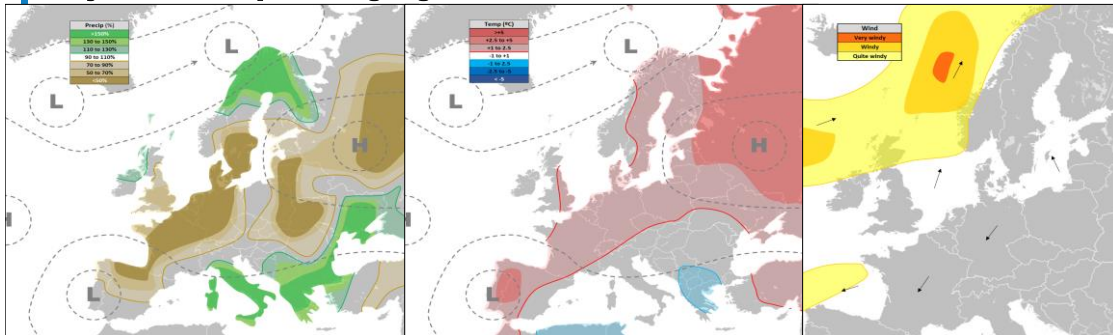 Precip (%)
<150%
130 to 150%
110 to 130%
90 to 110%
70 to 90%
50 to 70%
<50%
L
L
H
H
L
Temp (ºC)
>+5
+2.5 to +5
+1 to 2.5
-1 to +1
-1 to 2.5
-2.5 to -5
< -5
L
L
H
H
L
Wind
Very windy
Windy
Quite windy